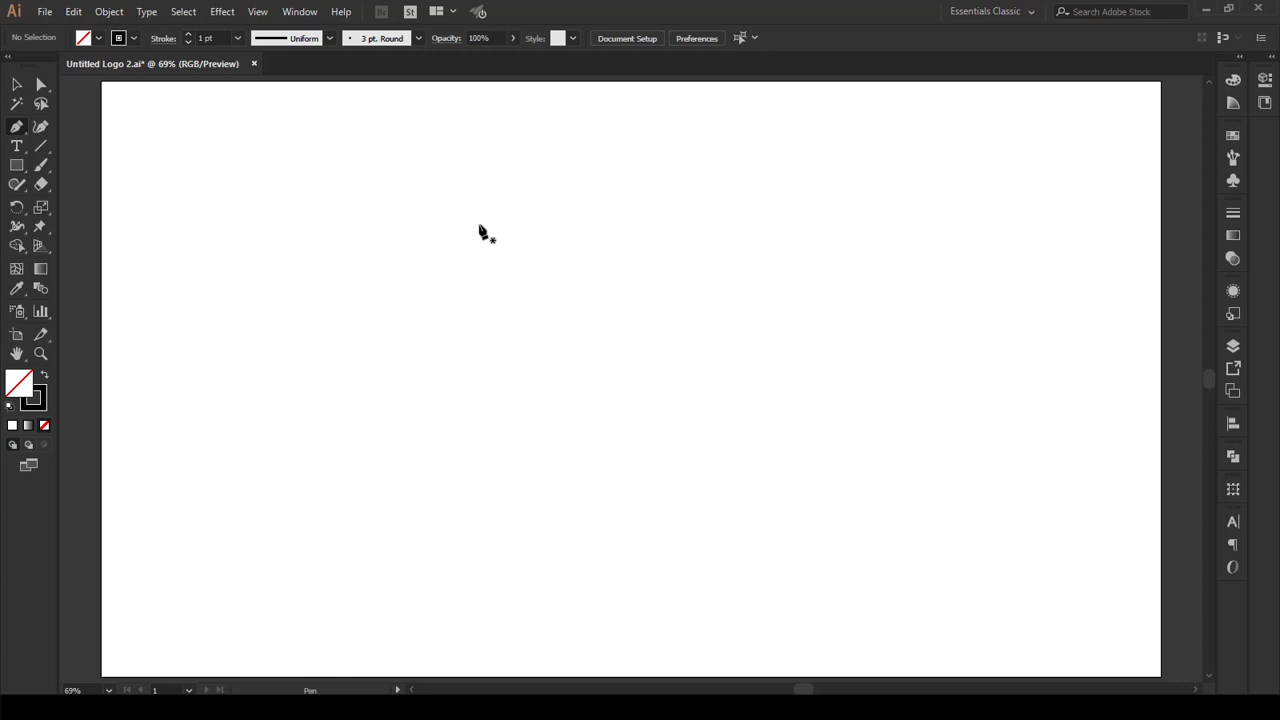 Ai File Edit Object Type Select Effect View Window Help Br St Essentials Classic Search Adobe Stock
No Selection Stroke: 1 pt Uniform 3 pt. Round Opacity: 100% Style: Document Setup Preferences
Untitled Logo 2.ai* @ 69% (RGB/Preview)
69% 1 Pen